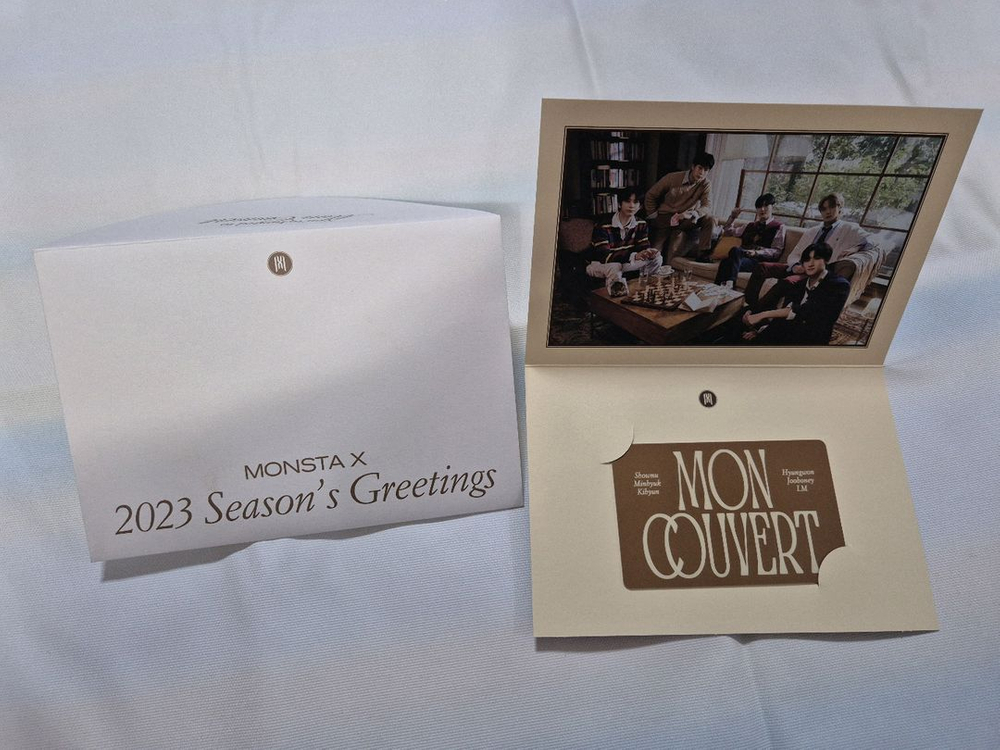 MONSTA X
2023 Season's Greetings
Shownu
Minhyuk
Kihyun
Hyungwon
Joohoney
I.M
MON
COUVERT